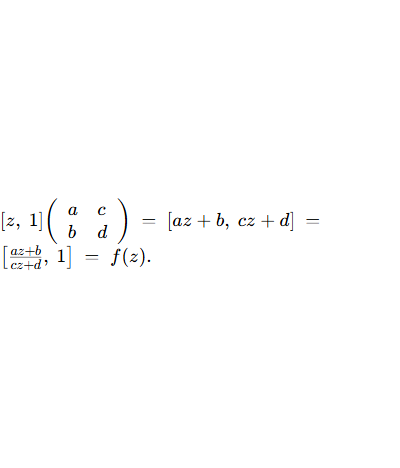 [z, 1] ( a c
b d ) = [az + b, cz + d] =
[ az+b / cz+d , 1 ] = f(z).